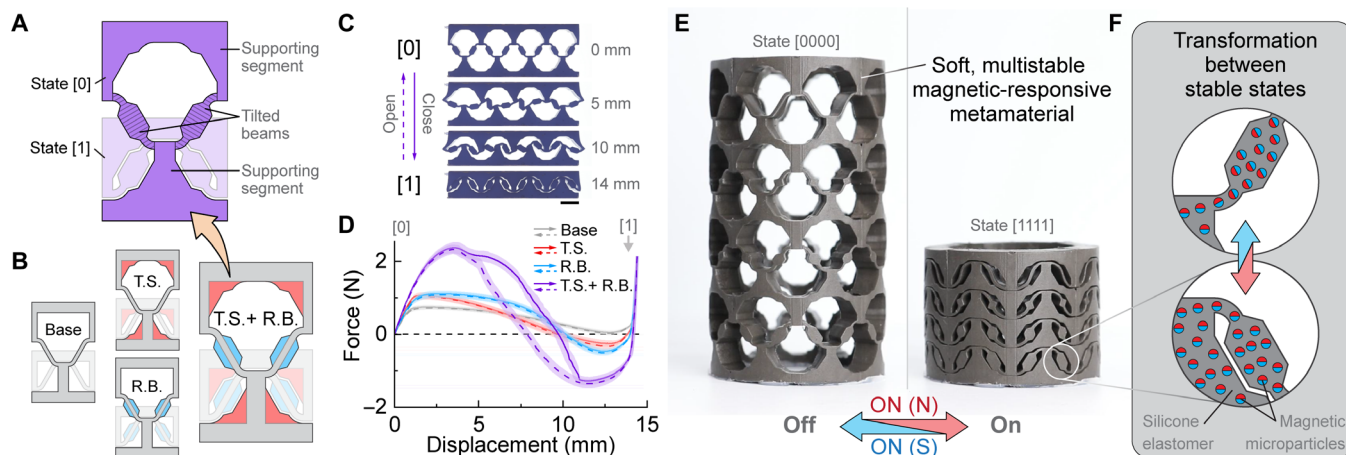 A
State [0]
State [1]
Supporting
segment
Tilted
beams
Supporting
segment
B
Base
T.S.
R.B.
T.S.+ R.B.
C
[0]
[1]
Open
Close
0 mm
5 mm
10 mm
14 mm
D
[0]
[1]
Base
T.S.
R.B.
T.S.+ R.B.
Force (N)
2
0
−2
0
5
10
15
Displacement (mm)
E
State [0000]
Soft, multistable
magnetic-responsive
metamaterial
State [1111]
Off
ON (N)
ON (S)
On
F
Transformation
between
stable states
Silicone
elastomer
Magnetic
microparticles